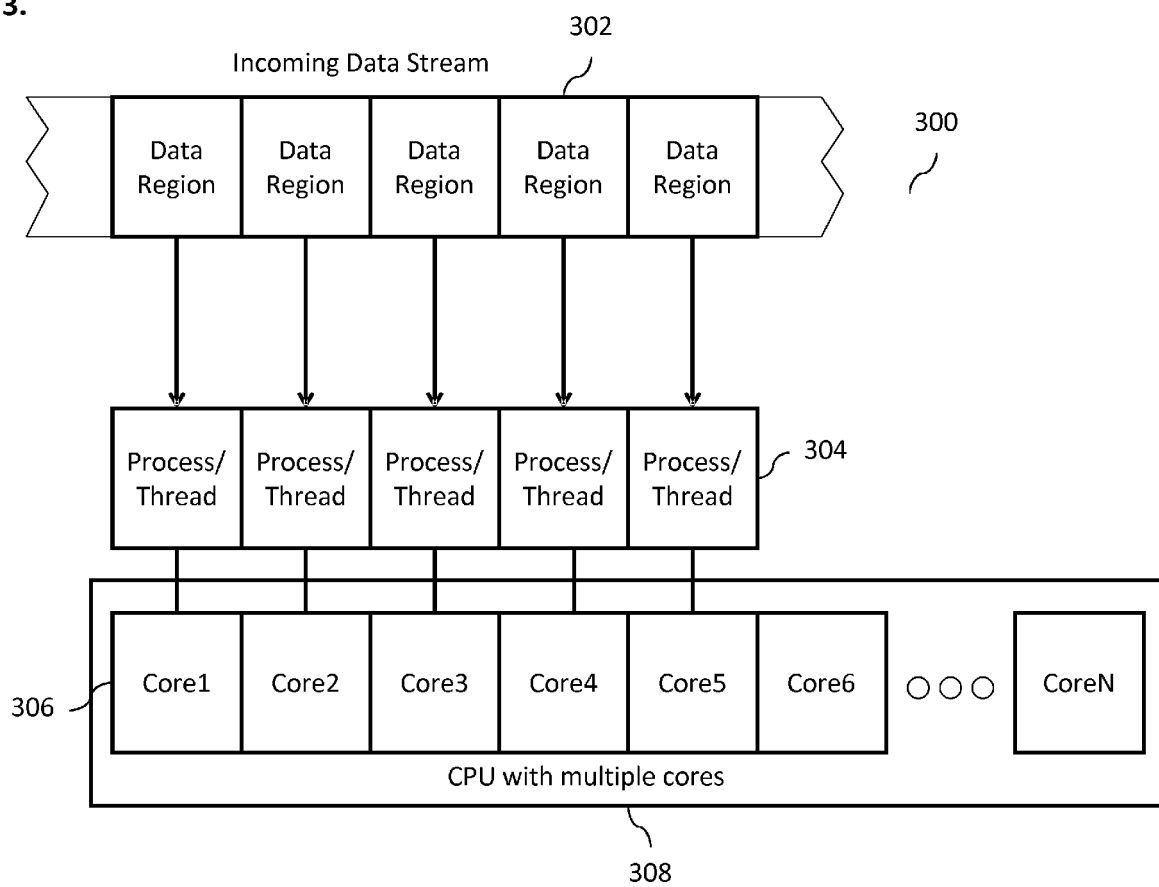 3.
302
Incoming Data Stream
300
Data Region
Data Region
Data Region
Data Region
Data Region
304
Process/ Thread
Process/ Thread
Process/ Thread
Process/ Thread
Process/ Thread
306
Core1
Core2
Core3
Core4
Core5
Core6
CoreN
CPU with multiple cores
308